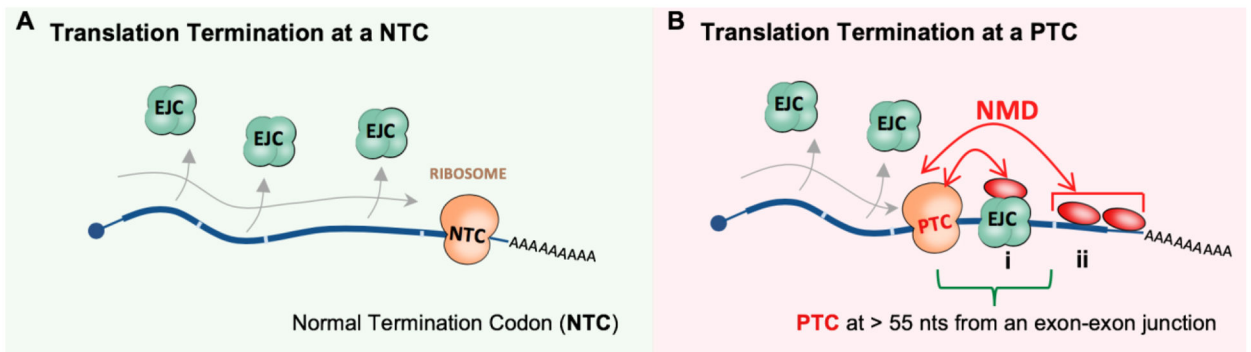 A
Translation Termination at a NTC
EJC
EJC
EJC
RIBOSOME
NTC
AAAAAAAAA
Normal Termination Codon (NTC)
B
Translation Termination at a PTC
EJC
EJC
NMD
PTC
EJC
i
ii
AAAAAAAAA
PTC at > 55 nts from an exon-exon junction